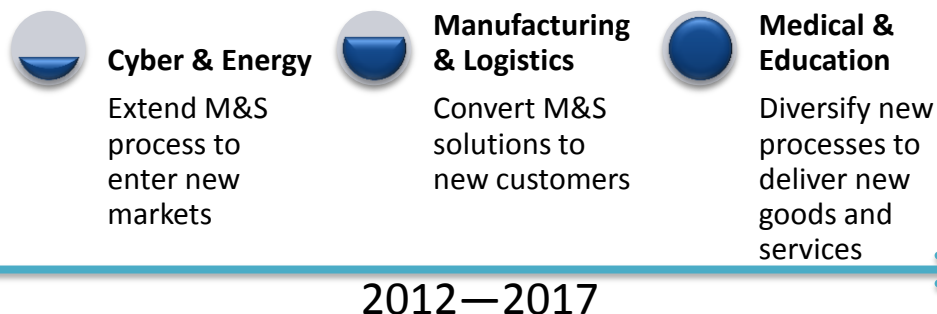 Cyber & Energy
Extend M&S
process to
enter new
markets
Manufacturing
& Logistics
Convert M&S
solutions to
new customers
Medical &
Education
Diversify new
processes to
deliver new
goods and
services
2012—2017